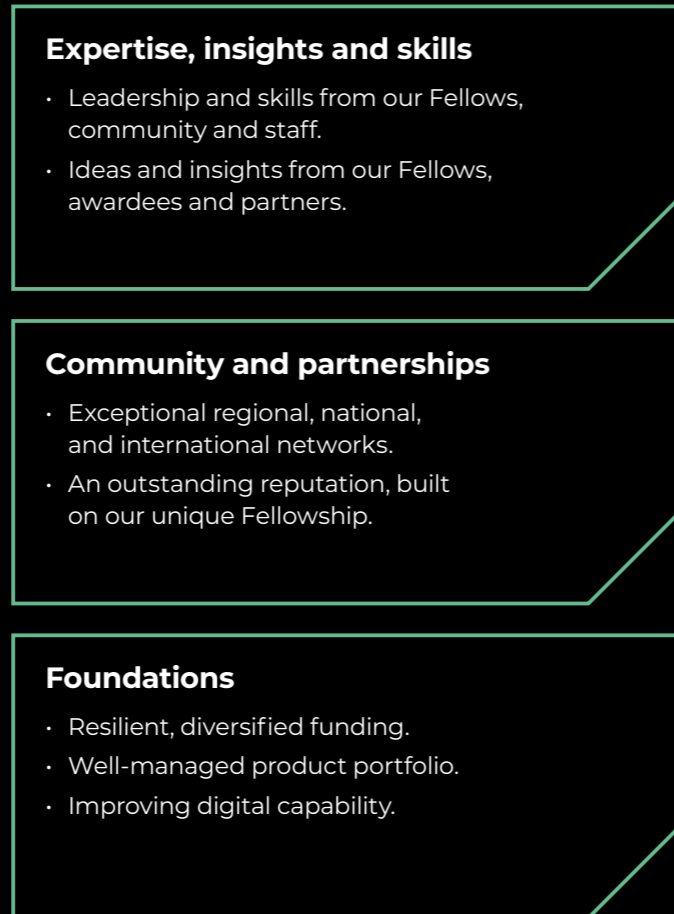 Expertise, insights and skills
• Leadership and skills from our Fellows,
community and staff.
• Ideas and insights from our Fellows,
awardees and partners.
Community and partnerships
• Exceptional regional, national,
and international networks.
• An outstanding reputation, built
on our unique Fellowship.
Foundations
• Resilient, diversified funding.
• Well-managed product portfolio.
• Improving digital capability.